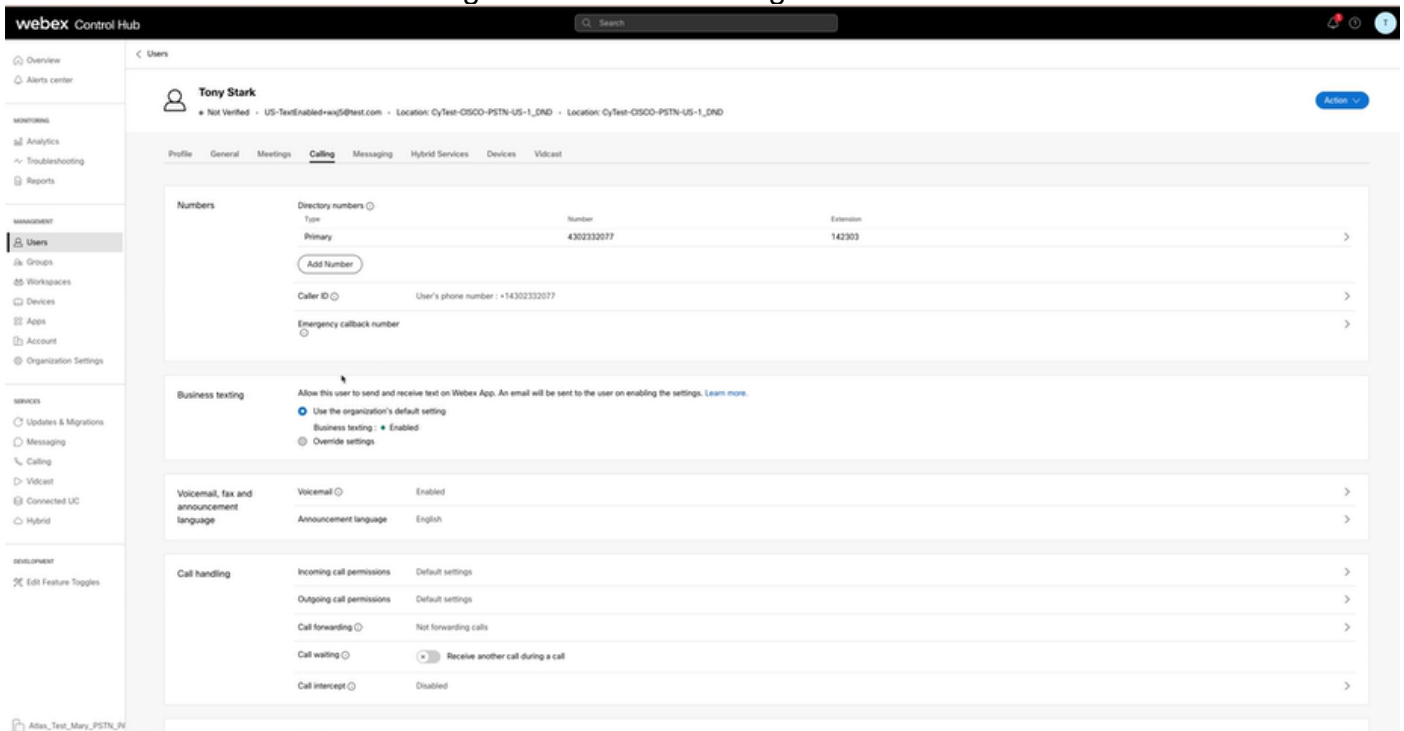 webex Control Hub
Search
T
Overview
Alerts center
MONITORING
Analytics
Troubleshooting
Reports
MANAGEMENT
Users
Groups
Workspaces
Devices
Apps
Account
Organization Settings
SERVICES
Updates & Migrations
Messaging
Calling
Vidcast
Connected UC
Hybrid
DEVELOPMENT
Edit Feature Toggles
< Users
Tony Stark
Not Verified · US-TextEnabled+wxj5@test.com · Location: CyTest-CISCO-PSTN-US-1_DND · Location: CyTest-CISCO-PSTN-US-1_DND
Action
Profile General Meetings Calling Messaging Hybrid Services Devices Vidcast
Numbers
Directory numbers
Type Number Extension
Primary 4302332077 142303
Add Number
Caller ID User's phone number : +14302332077
Emergency callback number
Business texting
Allow this user to send and receive text on Webex App. An email will be sent to the user on enabling the settings. Learn more.
Use the organization's default setting
Business texting : Enabled
Override settings
Voicemail, fax and
announcement
language
Voicemail Enabled
Announcement language English
Call handling
Incoming call permissions Default settings
Outgoing call permissions Default settings
Call forwarding Not forwarding calls
Call waiting Receive another call during a call
Call intercept Disabled